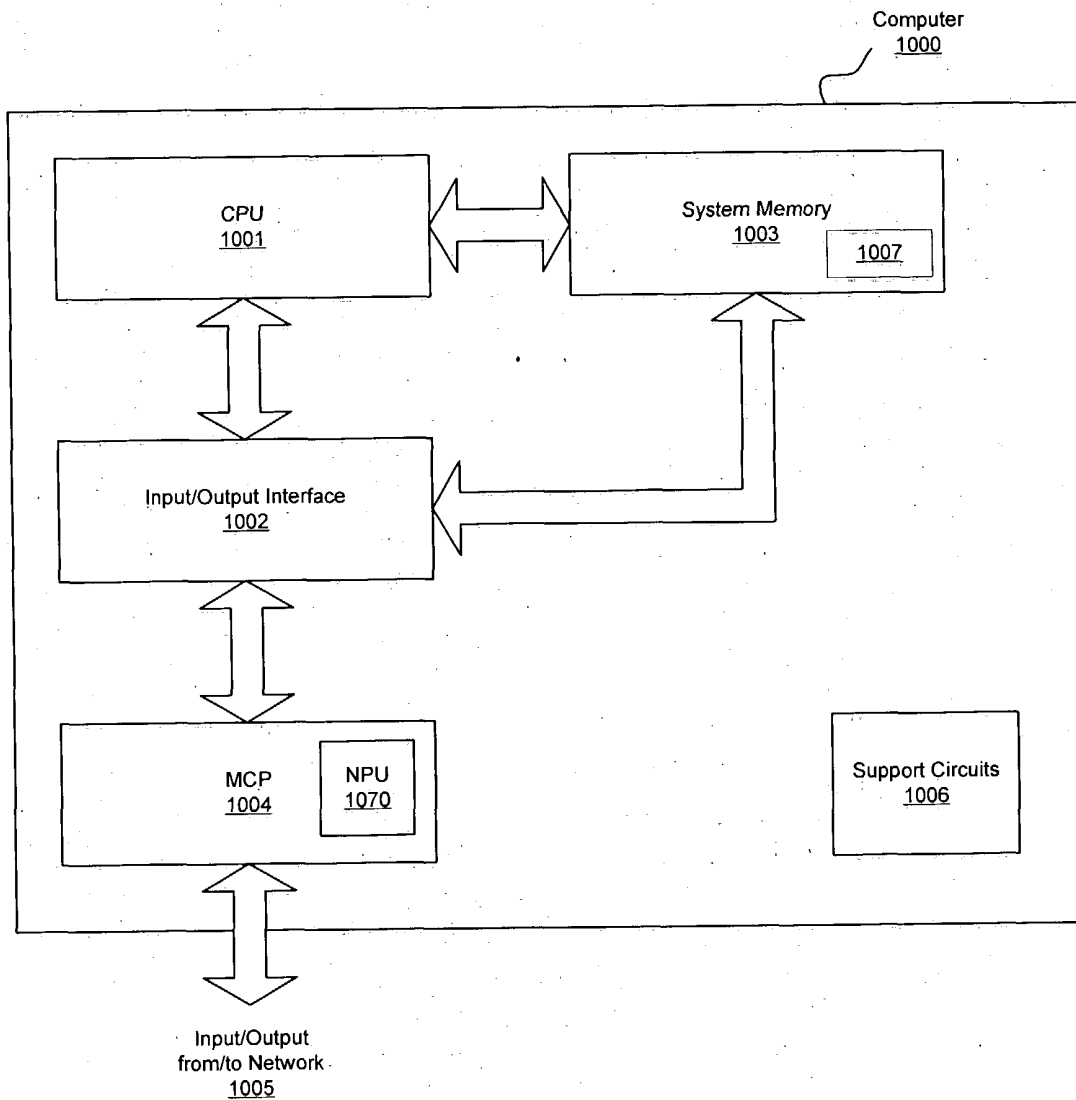 Computer
1000
CPU
1001
System Memory
1003
1007
Input/Output Interface
1002
MCP
1004
NPU
1070
Support Circuits
1006
Input/Output
from/to Network
1005